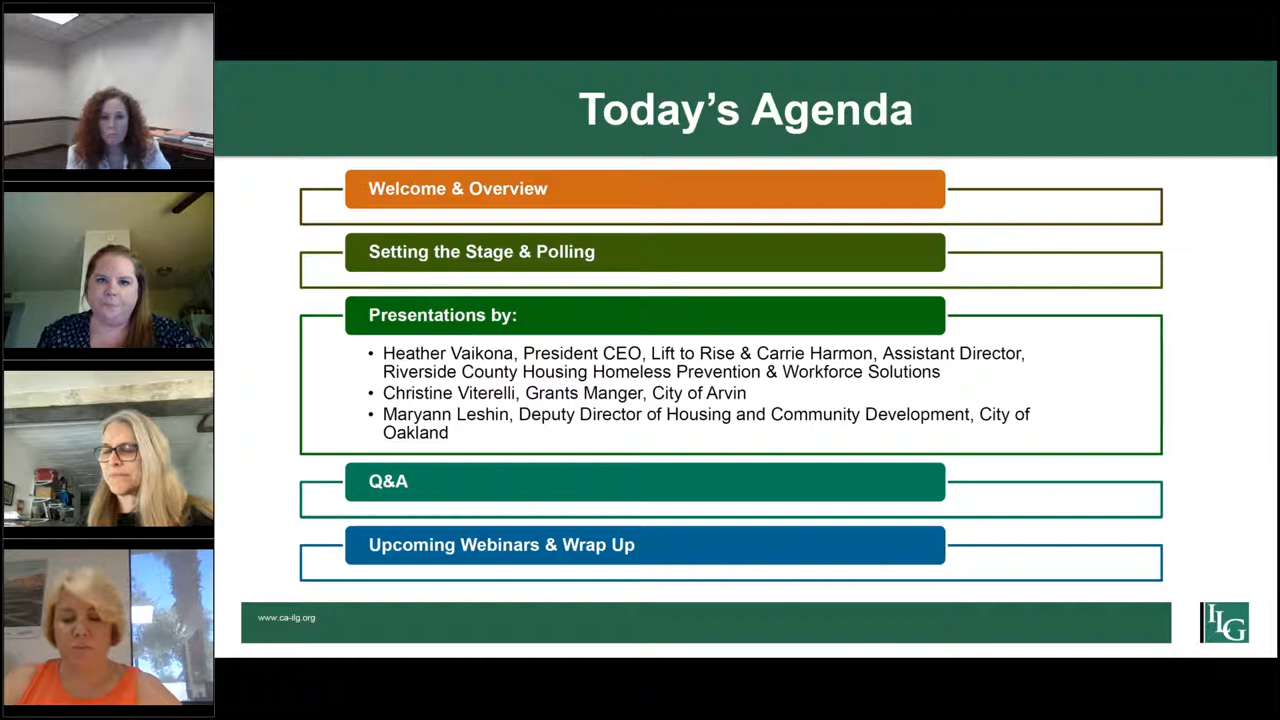 Today’s Agenda
Welcome & Overview
Setting the Stage & Polling
Presentations by:
• Heather Vaikona, President CEO, Lift to Rise & Carrie Harmon, Assistant Director,
Riverside County Housing Homeless Prevention & Workforce Solutions
• Christine Viterelli, Grants Manger, City of Arvin
• Maryann Leshin, Deputy Director of Housing and Community Development, City of
Oakland
Q&A
Upcoming Webinars & Wrap Up
www.ca-ilg.org
ILG